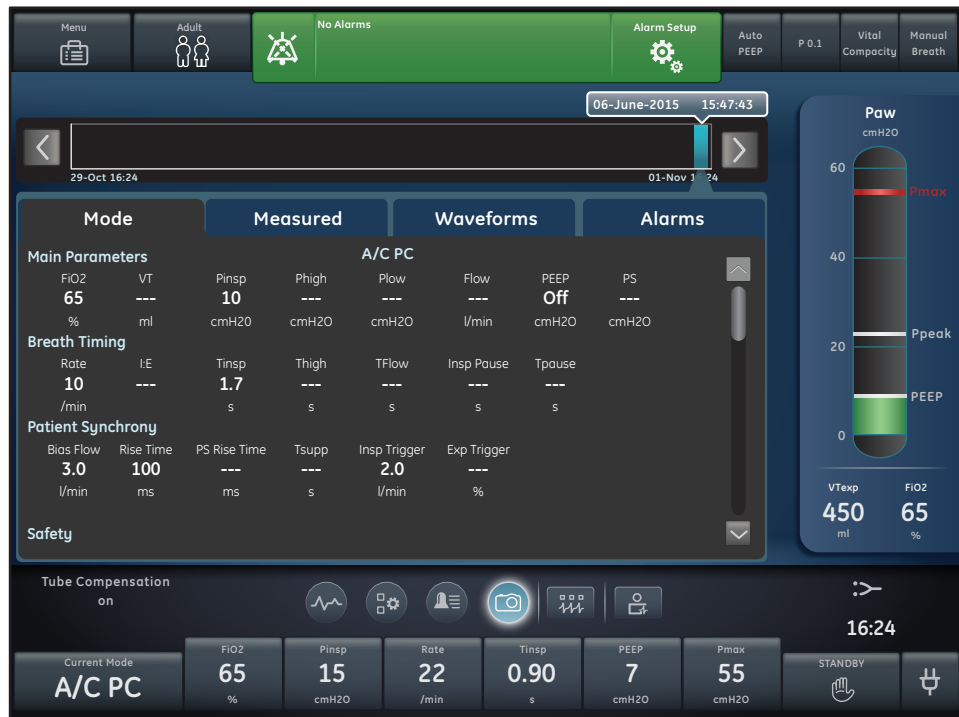 Menu
Adult
No Alarms
Alarm Setup
Auto PEEP
P 0.1
Vital Compacity
Manual Breath
06-June-2015 15:47:43
29-Oct 16:24
01-Nov 16:24
Mode Measured Waveforms Alarms
Main Parameters A/C PC
FiO2 VT Pinsp Phigh Plow Flow PEEP PS
65 --- 10 --- --- --- Off ---
% ml cmH20 cmH2O cmH2O l/min cmH2O cmH2O
Breath Timing
Rate I:E Tinsp Thigh TFlow Insp Pause Tpause
10 --- 1.7 --- --- --- ---
/min s s s s s
Patient Synchrony
Bias Flow Rise Time PS Rise Time Tsupp Insp Trigger Exp Trigger
3.0 100 --- --- 2.0 ---
l/min ms ms s l/min %
Safety
Paw
cmH2O
60
Pmax
40
Ppeak
20
PEEP
0
VTexp FiO2
450 65
ml %
Tube Compensation
on
16:24
Current Mode
A/C PC
FiO2 Pinsp Rate Tinsp PEEP Pmax
65 15 22 0.90 7 55
% cmH2O /min s cmH2O cmH2O
STANDBY